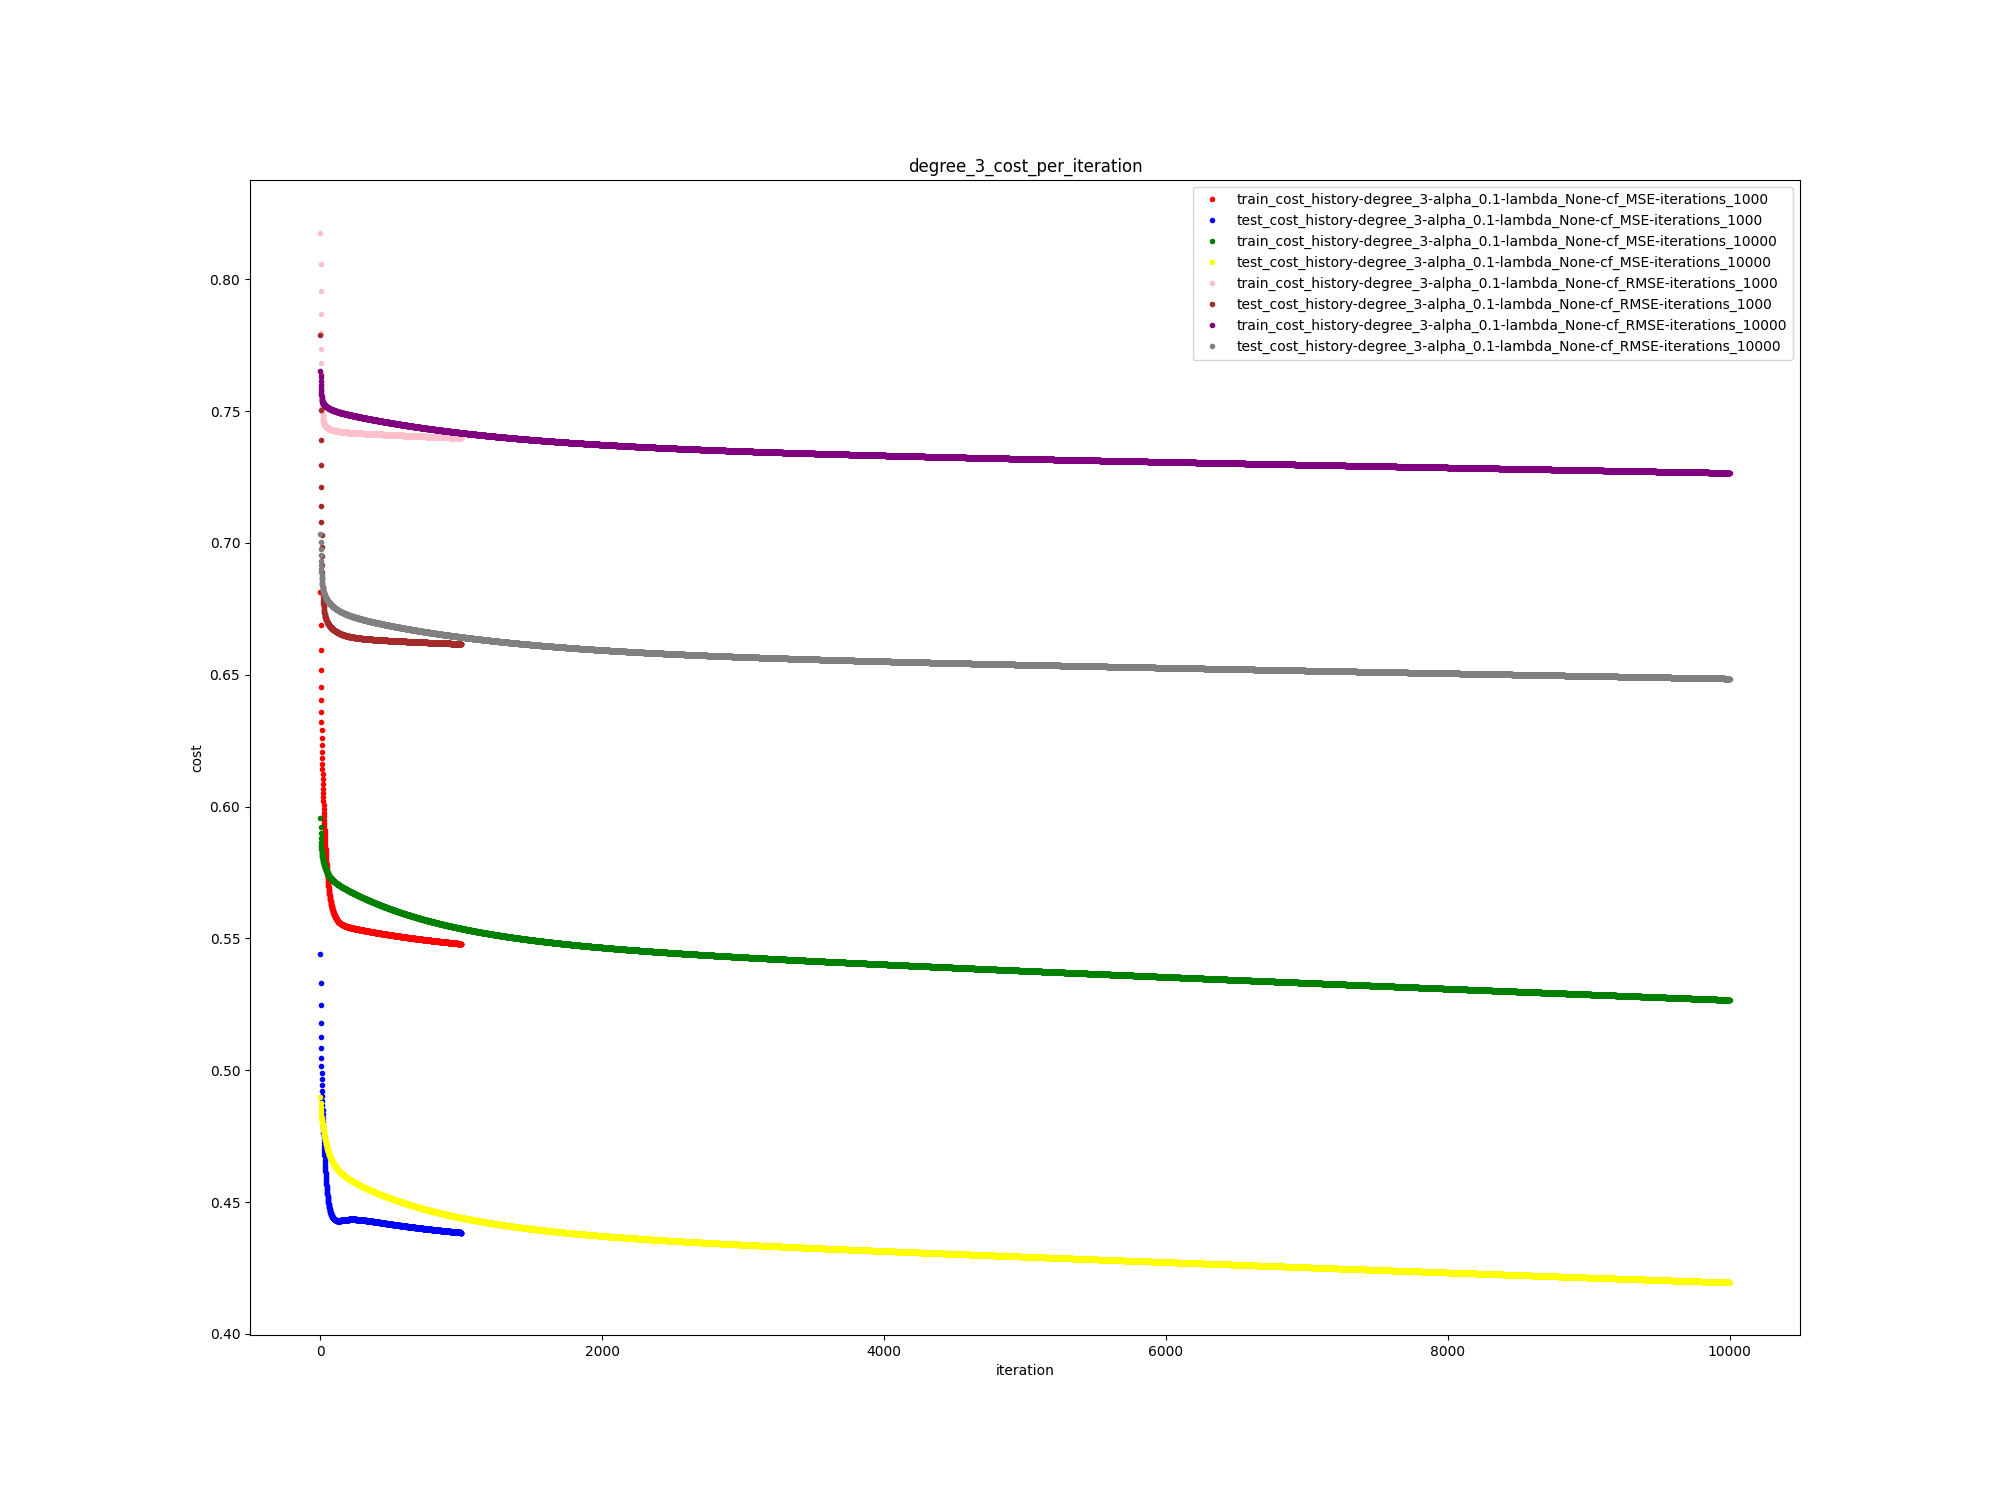 degree_3_cost_per_iteration
train_cost_history-degree_3-alpha_0.1-lambda_None-cf_MSE-iterations_1000
test_cost_history-degree_3-alpha_0.1-lambda_None-cf_MSE-iterations_1000
train_cost_history-degree_3-alpha_0.1-lambda_None-cf_MSE-iterations_10000
test_cost_history-degree_3-alpha_0.1-lambda_None-cf_MSE-iterations_10000
train_cost_history-degree_3-alpha_0.1-lambda_None-cf_RMSE-iterations_1000
test_cost_history-degree_3-alpha_0.1-lambda_None-cf_RMSE-iterations_1000
train_cost_history-degree_3-alpha_0.1-lambda_None-cf_RMSE-iterations_10000
test_cost_history-degree_3-alpha_0.1-lambda_None-cf_RMSE-iterations_10000
0.80
0.75
0.70
0.65
0.60
0.55
0.50
0.45
0.40
cost
0 2000 4000 6000 8000 10000
iteration